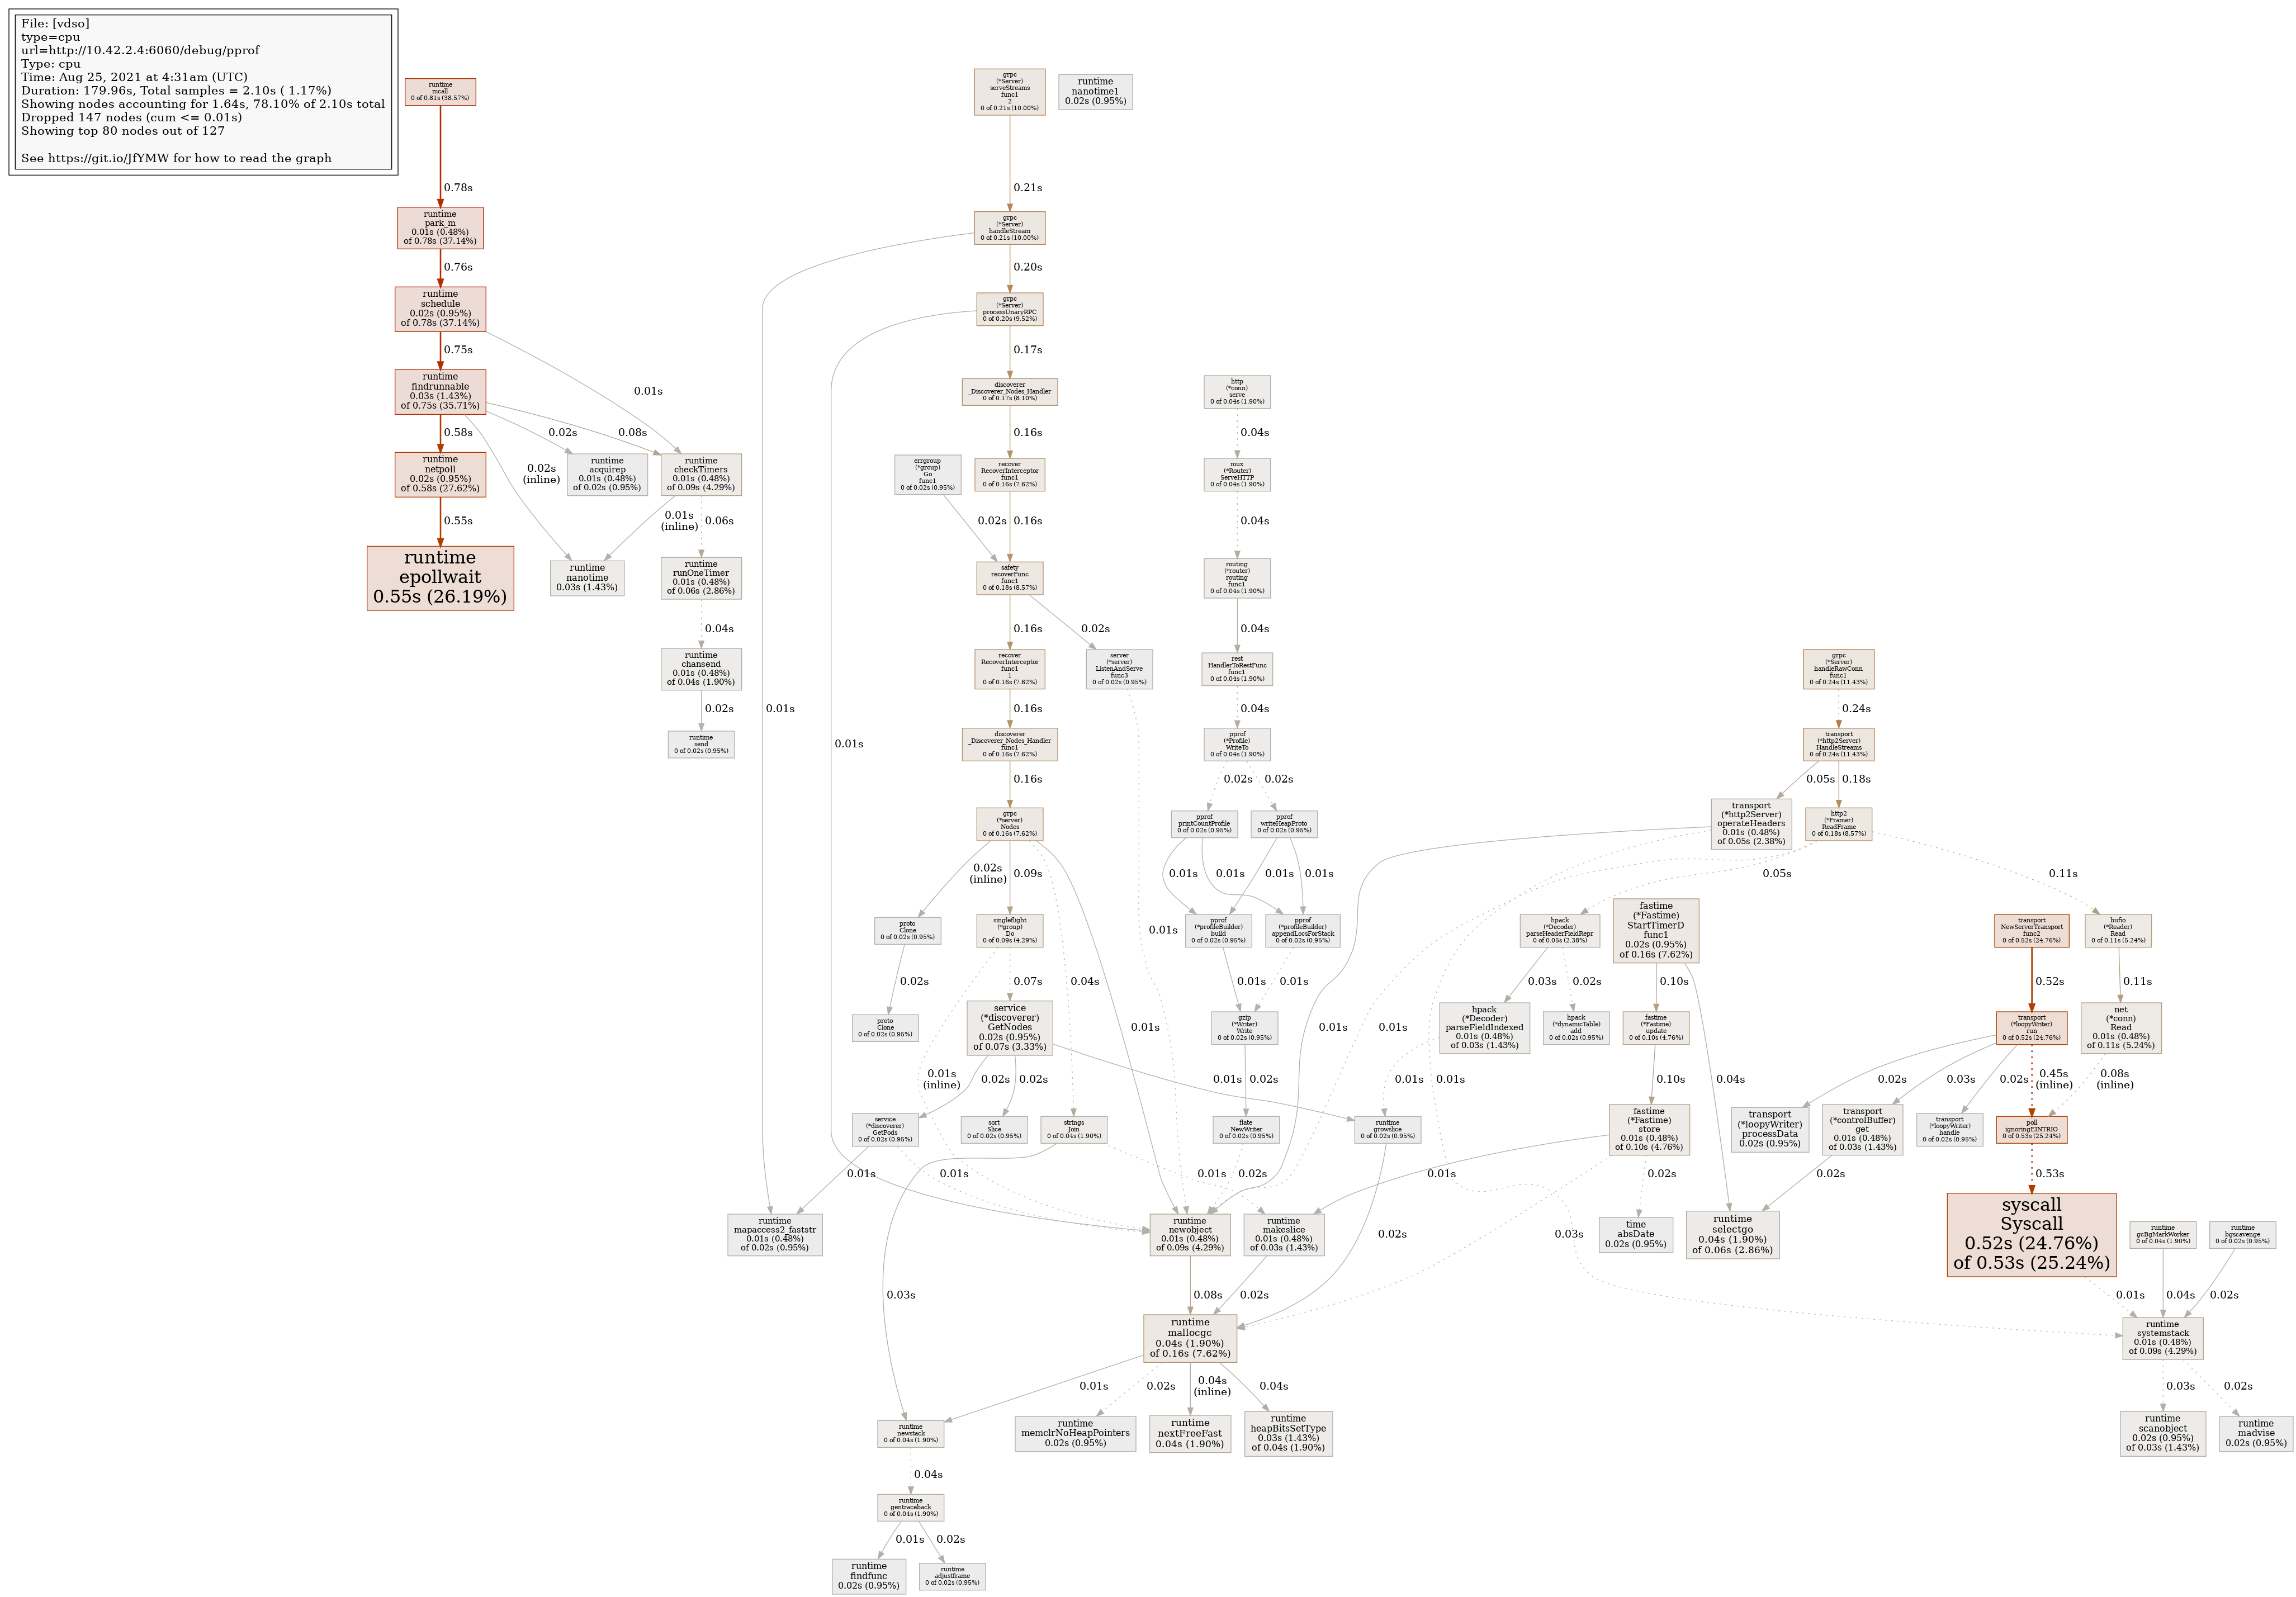 File: [vdso]
type=cpu
url=http://10.42.2.4:6060/debug/pprof
Type: cpu
Time: Aug 25, 2021 at 4:31am (UTC)
Duration: 179.96s, Total samples = 2.10s ( 1.17%)
Showing nodes accounting for 1.64s, 78.10% of 2.10s total
Dropped 147 nodes (cum <= 0.01s)
Showing top 80 nodes out of 127
See https://git.io/JfYMW for how to read the graph
runtime
mcall
0 of 0.81s (38.57%)
0.78s
runtime
park_m
0.01s (0.48%)
of 0.78s (37.14%)
0.76s
runtime
schedule
0.02s (0.95%)
of 0.78s (37.14%)
0.75s
0.01s
runtime
findrunnable
0.03s (1.43%)
of 0.75s (35.71%)
0.58s
0.02s
(inline)
0.02s
0.08s
runtime
netpoll
0.02s (0.95%)
of 0.58s (27.62%)
0.55s
runtime
epollwait
0.55s (26.19%)
runtime
acquirep
0.01s (0.48%)
of 0.02s (0.95%)
runtime
checkTimers
0.01s (0.48%)
of 0.09s (4.29%)
0.01s
(inline)
0.06s
runtime
nanotime
0.03s (1.43%)
runtime
runOneTimer
0.01s (0.48%)
of 0.06s (2.86%)
0.04s
runtime
chansend
0.01s (0.48%)
of 0.04s (1.90%)
0.02s
runtime
send
0 of 0.02s (0.95%)
grpc
(*Server)
serveStreams
func1
2
0 of 0.21s (10.00%)
runtime
nanotime1
0.02s (0.95%)
0.21s
grpc
(*Server)
handleStream
0 of 0.21s (10.00%)
0.01s
0.20s
grpc
(*Server)
processUnaryRPC
0 of 0.20s (9.52%)
0.01s
0.17s
discoverer
_Discoverer_Nodes_Handler
0 of 0.17s (8.10%)
0.16s
errgroup
(*group)
Go
func1
0 of 0.02s (0.95%)
0.02s
recover
RecoverInterceptor
func1
0 of 0.16s (7.62%)
0.16s
safety
recoverFunc
func1
0 of 0.18s (8.57%)
0.16s
0.02s
recover
RecoverInterceptor
func1
1
0 of 0.16s (7.62%)
0.16s
server
(*server)
ListenAndServe
func3
0 of 0.02s (0.95%)
0.01s
discoverer
_Discoverer_Nodes_Handler
func1
0 of 0.16s (7.62%)
0.16s
grpc
(*server)
Nodes
0 of 0.16s (7.62%)
0.02s
(inline)
0.09s
0.04s
0.01s
proto
Clone
0 of 0.02s (0.95%)
0.02s
proto
Clone
0 of 0.02s (0.95%)
singleflight
(*group)
Do
0 of 0.09s (4.29%)
0.01s
(inline)
0.07s
service
(*discoverer)
GetNodes
0.02s (0.95%)
of 0.07s (3.33%)
0.02s
0.02s
0.01s
service
(*discoverer)
GetPods
0 of 0.02s (0.95%)
0.01s
0.01s
sort
Slice
0 of 0.02s (0.95%)
strings
Join
0 of 0.04s (1.90%)
0.03s
0.01s
http
(*conn)
serve
0 of 0.04s (1.90%)
0.04s
mux
(*Router)
ServeHTTP
0 of 0.04s (1.90%)
0.04s
routing
(*router)
routing
func1
0 of 0.04s (1.90%)
0.04s
rest
HandlerToRestFunc
func1
0 of 0.04s (1.90%)
0.04s
pprof
(*Profile)
WriteTo
0 of 0.04s (1.90%)
0.02s
0.02s
pprof
printCountProfile
0 of 0.02s (0.95%)
pprof
writeHeapProto
0 of 0.02s (0.95%)
0.01s
0.01s
0.01s
0.01s
pprof
(*profileBuilder)
build
0 of 0.02s (0.95%)
pprof
(*profileBuilder)
appendLocsForStack
0 of 0.02s (0.95%)
0.01s
0.01s
gzip
(*Writer)
Write
0 of 0.02s (0.95%)
0.02s
flate
NewWriter
0 of 0.02s (0.95%)
0.02s
runtime
growslice
0 of 0.02s (0.95%)
0.02s
grpc
(*Server)
handleRawConn
func1
0 of 0.24s (11.43%)
0.24s
transport
(*http2Server)
HandleStreams
0 of 0.24s (11.43%)
0.05s
0.18s
transport
(*http2Server)
operateHeaders
0.01s (0.48%)
of 0.05s (2.38%)
0.01s
0.01s
http2
(*Framer)
ReadFrame
0 of 0.18s (8.57%)
0.01s
0.05s
0.11s
hpack
(*Decoder)
parseHeaderFieldRepr
0 of 0.05s (2.38%)
0.03s
0.02s
hpack
(*Decoder)
parseFieldIndexed
0.01s (0.48%)
of 0.03s (1.43%)
0.01s
hpack
(*dynamicTable)
add
0 of 0.02s (0.95%)
fastime
(*Fastime)
StartTimerD
func1
0.02s (0.95%)
of 0.16s (7.62%)
0.10s
0.04s
fastime
(*Fastime)
update
0 of 0.10s (4.76%)
0.10s
fastime
(*Fastime)
store
0.01s (0.48%)
of 0.10s (4.76%)
0.01s
0.03s
0.02s
time
absDate
0.02s (0.95%)
transport
NewServerTransport
func2
0 of 0.52s (24.76%)
0.52s
transport
(*loopyWriter)
run
0 of 0.52s (24.76%)
0.02s
0.03s
0.02s
0.45s
(inline)
bufio
(*Reader)
Read
0 of 0.11s (5.24%)
0.11s
net
(*conn)
Read
0.01s (0.48%)
of 0.11s (5.24%)
0.08s
(inline)
transport
(*loopyWriter)
processData
0.02s (0.95%)
transport
(*controlBuffer)
get
0.01s (0.48%)
of 0.03s (1.43%)
0.02s
transport
(*loopyWriter)
handle
0 of 0.02s (0.95%)
poll
ignoringEINTRIO
0 of 0.53s (25.24%)
0.53s
runtime
selectgo
0.04s (1.90%)
of 0.06s (2.86%)
syscall
Syscall
0.52s (24.76%)
of 0.53s (25.24%)
0.01s
runtime
gcBgMarkWorker
0 of 0.04s (1.90%)
0.04s
runtime
bgscavenge
0 of 0.02s (0.95%)
0.02s
runtime
systemstack
0.01s (0.48%)
of 0.09s (4.29%)
0.03s
0.02s
runtime
scanobject
0.02s (0.95%)
of 0.03s (1.43%)
runtime
madvise
0.02s (0.95%)
runtime
mapaccess2_faststr
0.01s (0.48%)
of 0.02s (0.95%)
runtime
newobject
0.01s (0.48%)
of 0.09s (4.29%)
0.08s
runtime
makeslice
0.01s (0.48%)
of 0.03s (1.43%)
0.02s
runtime
mallocgc
0.04s (1.90%)
of 0.16s (7.62%)
0.01s
0.02s
0.04s
(inline)
0.04s
runtime
newstack
0 of 0.04s (1.90%)
0.04s
runtime
memclrNoHeapPointers
0.02s (0.95%)
runtime
nextFreeFast
0.04s (1.90%)
runtime
heapBitsSetType
0.03s (1.43%)
of 0.04s (1.90%)
runtime
gentraceback
0 of 0.04s (1.90%)
0.01s
0.02s
runtime
findfunc
0.02s (0.95%)
runtime
adjustframe
0 of 0.02s (0.95%)